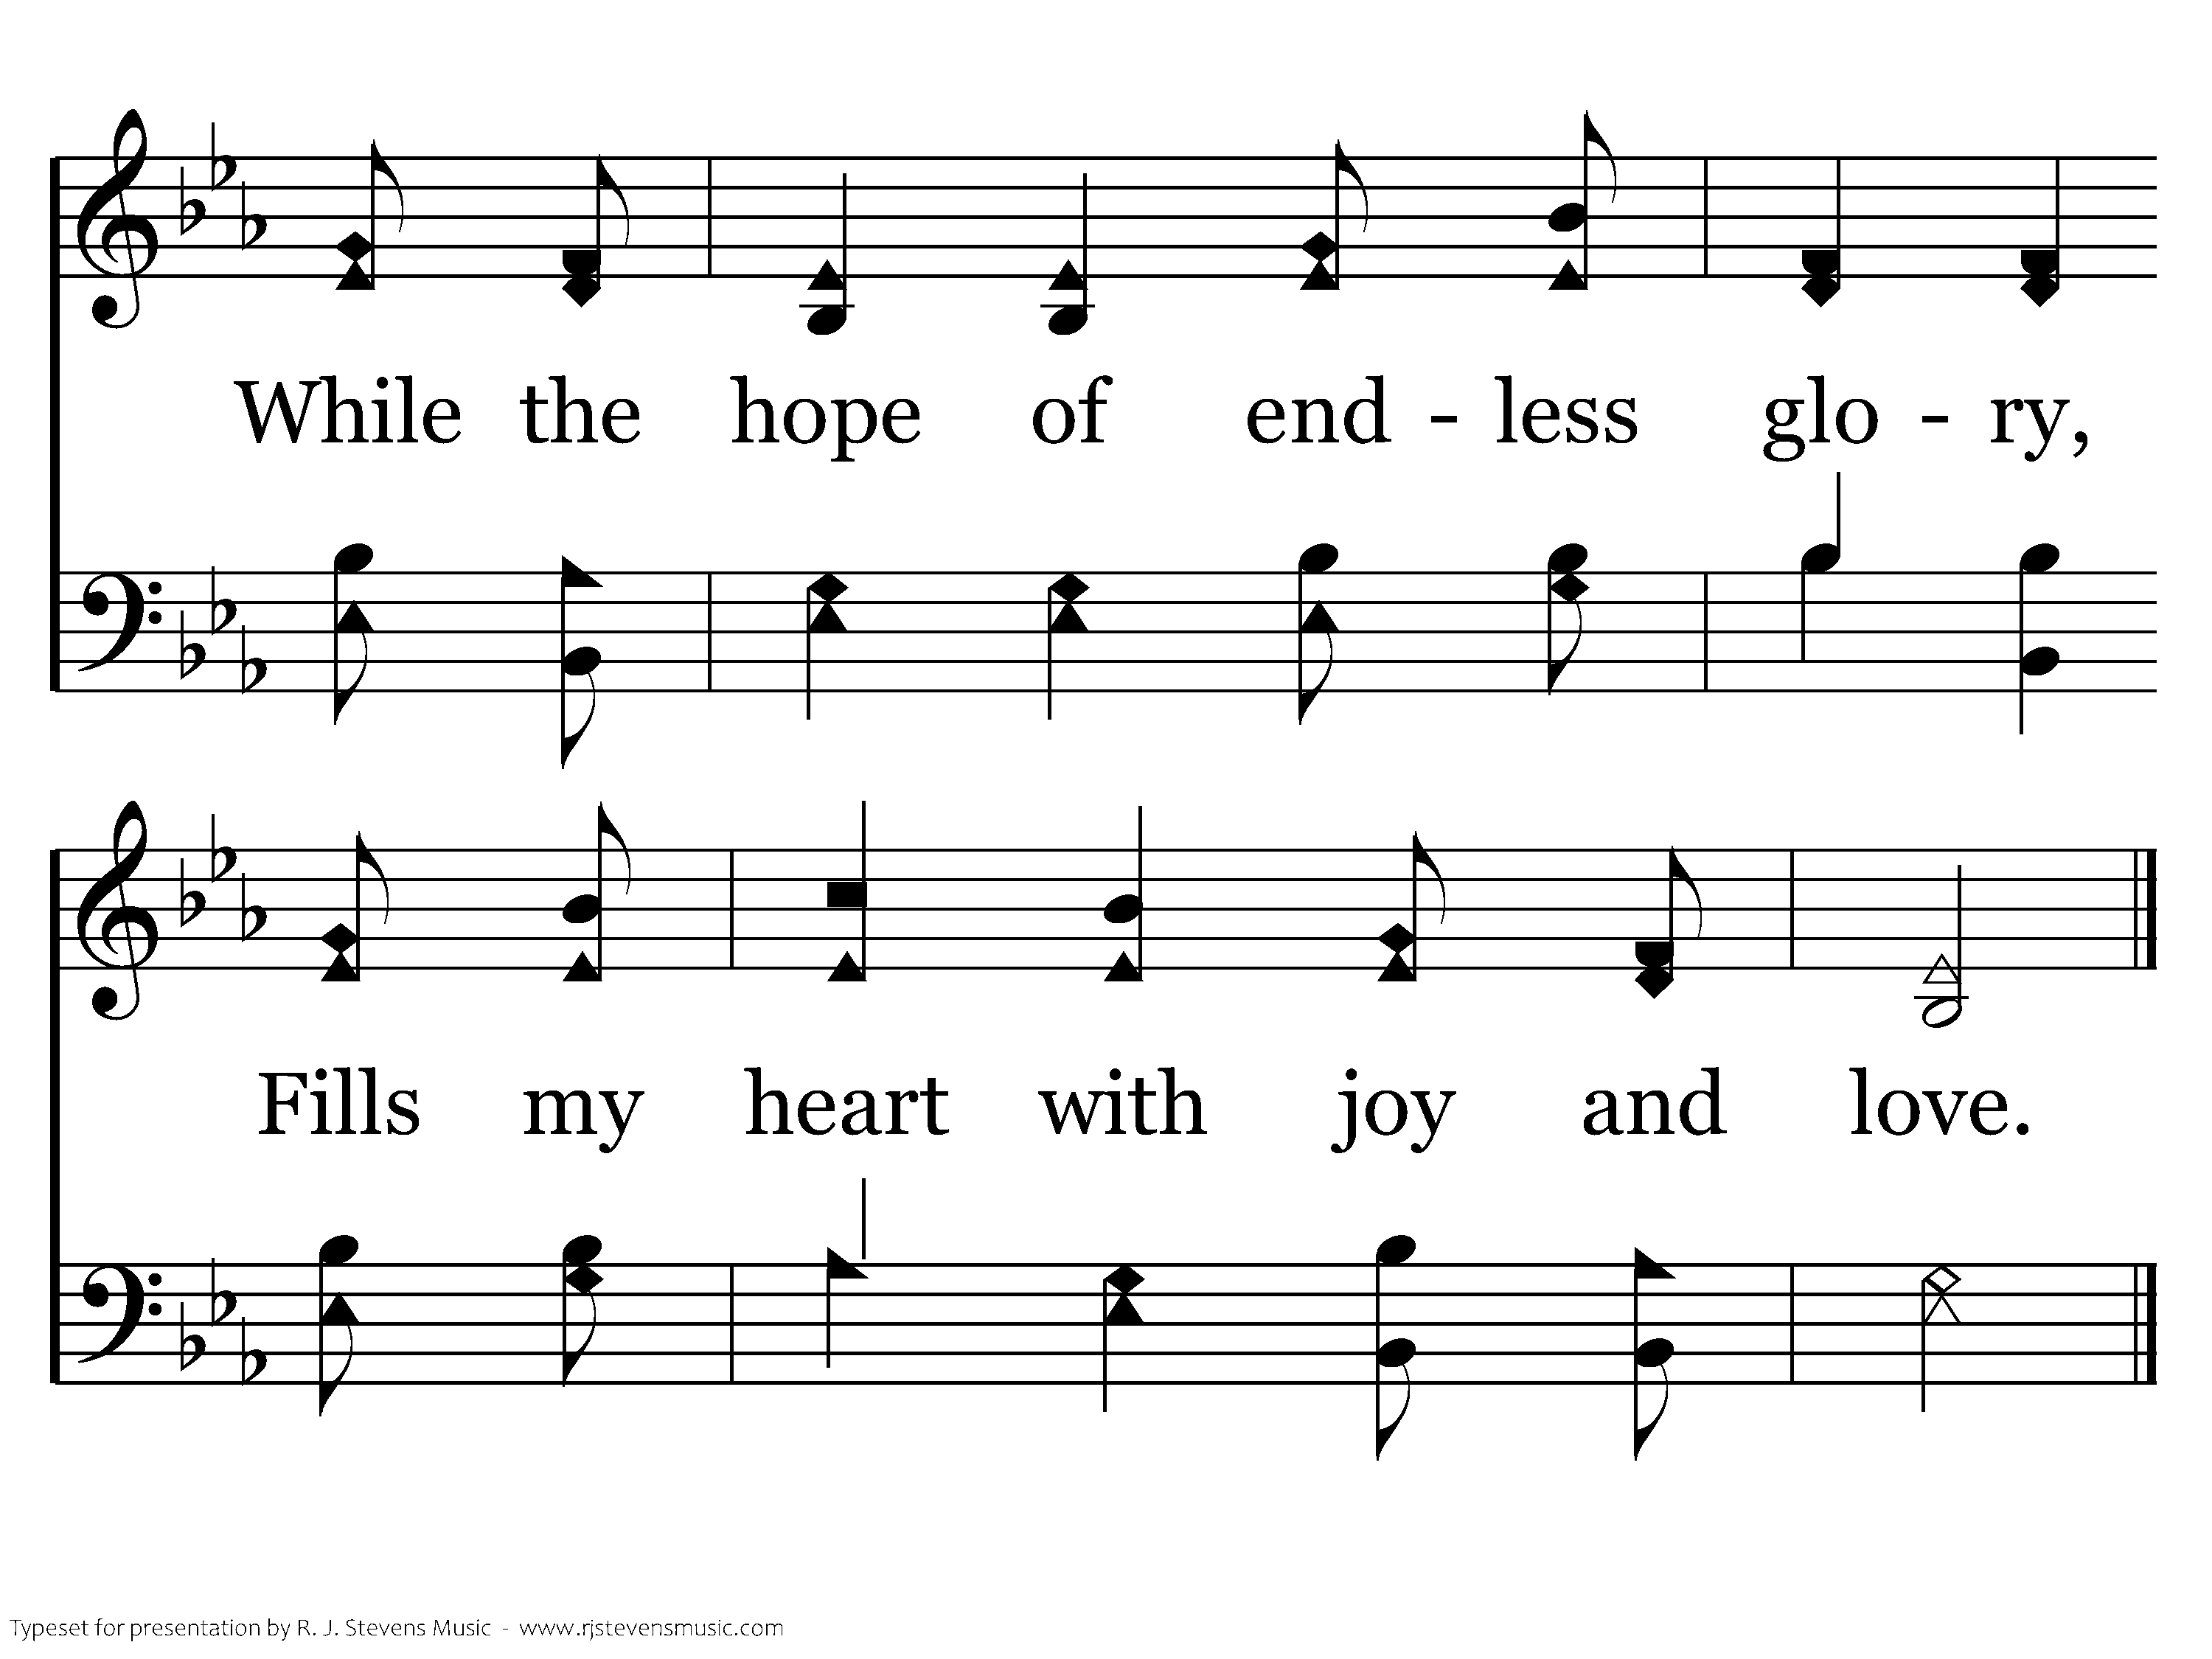 While the hope of end - less glo - ry,
Fills my heart with joy and love.
Typeset for presentation by R. J. Stevens Music - www.rjstevensmusic.com